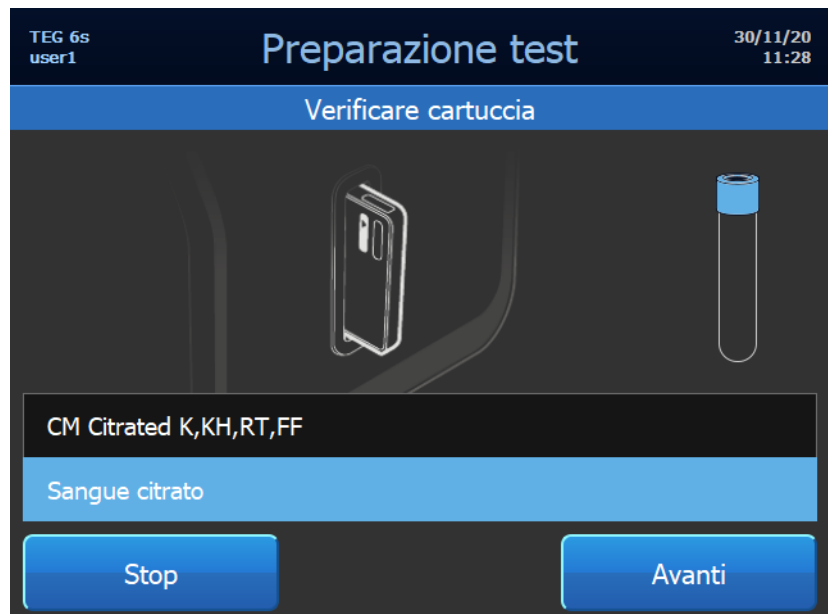 TEG 6s
user1
Preparazione test
30/11/20
11:28
Verificare cartuccia
CM Citrated K,KH,RT,FF
Sangue citrato
Stop
Avanti